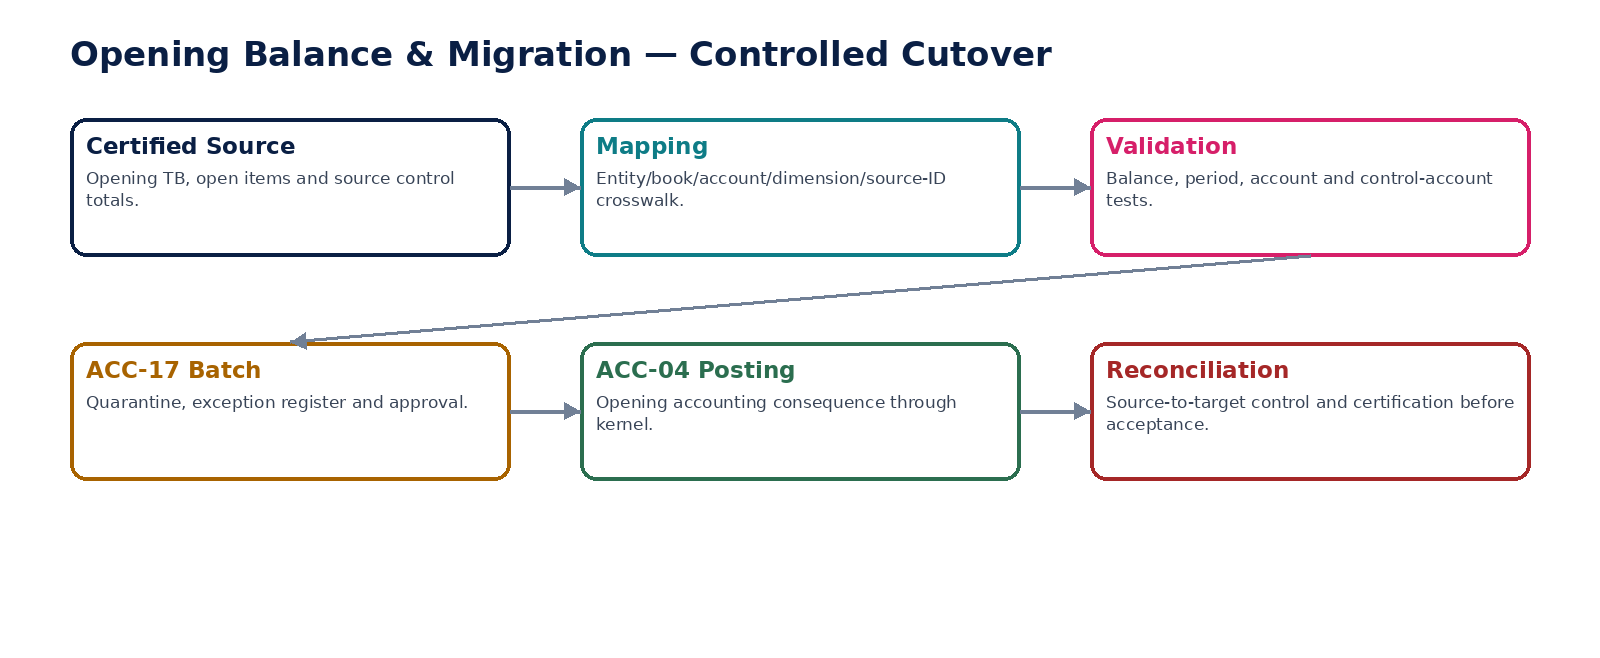 Opening Balance & Migration — Controlled Cutover
Certified Source
Opening TB, open items and source control
totals.
Mapping
Entity/book/account/dimension/source-ID
crosswalk.
Validation
Balance, period, account and control-account
tests.
ACC-17 Batch
Quarantine, exception register and approval.
ACC-04 Posting
Opening accounting consequence through
kernel.
Reconciliation
Source-to-target control and certification before
acceptance.